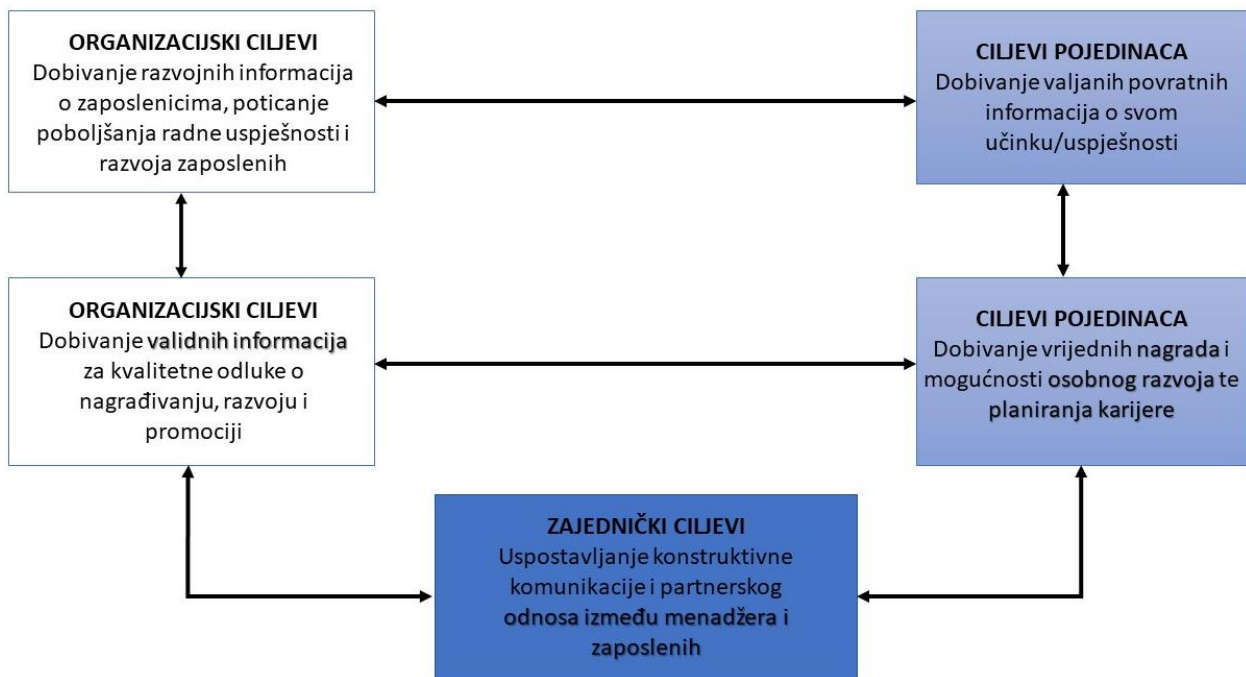 ORGANIZACIJSKI CILJEVI
Dobivanje razvojnih informacija
o zaposlenicima, poticanje
poboljšanja radne uspješnosti i
razvoja zaposlenih
CILJEVI POJEDINACA
Dobivanje valjanih povratnih
informacija o svom
učinku/uspješnosti
ORGANIZACIJSKI CILJEVI
Dobivanje validnih informacija
za kvalitetne odluke o
nagrađivanju, razvoju i
promociji
CILJEVI POJEDINACA
Dobivanje vrijednih nagrada i
mogućnosti osobnog razvoja te
planiranja karijere
ZAJEDNIČKI CILJEVI
Uspostavljanje konstruktivne
komunikacije i partnerskog
odnosa između menadžera i
zaposlenih